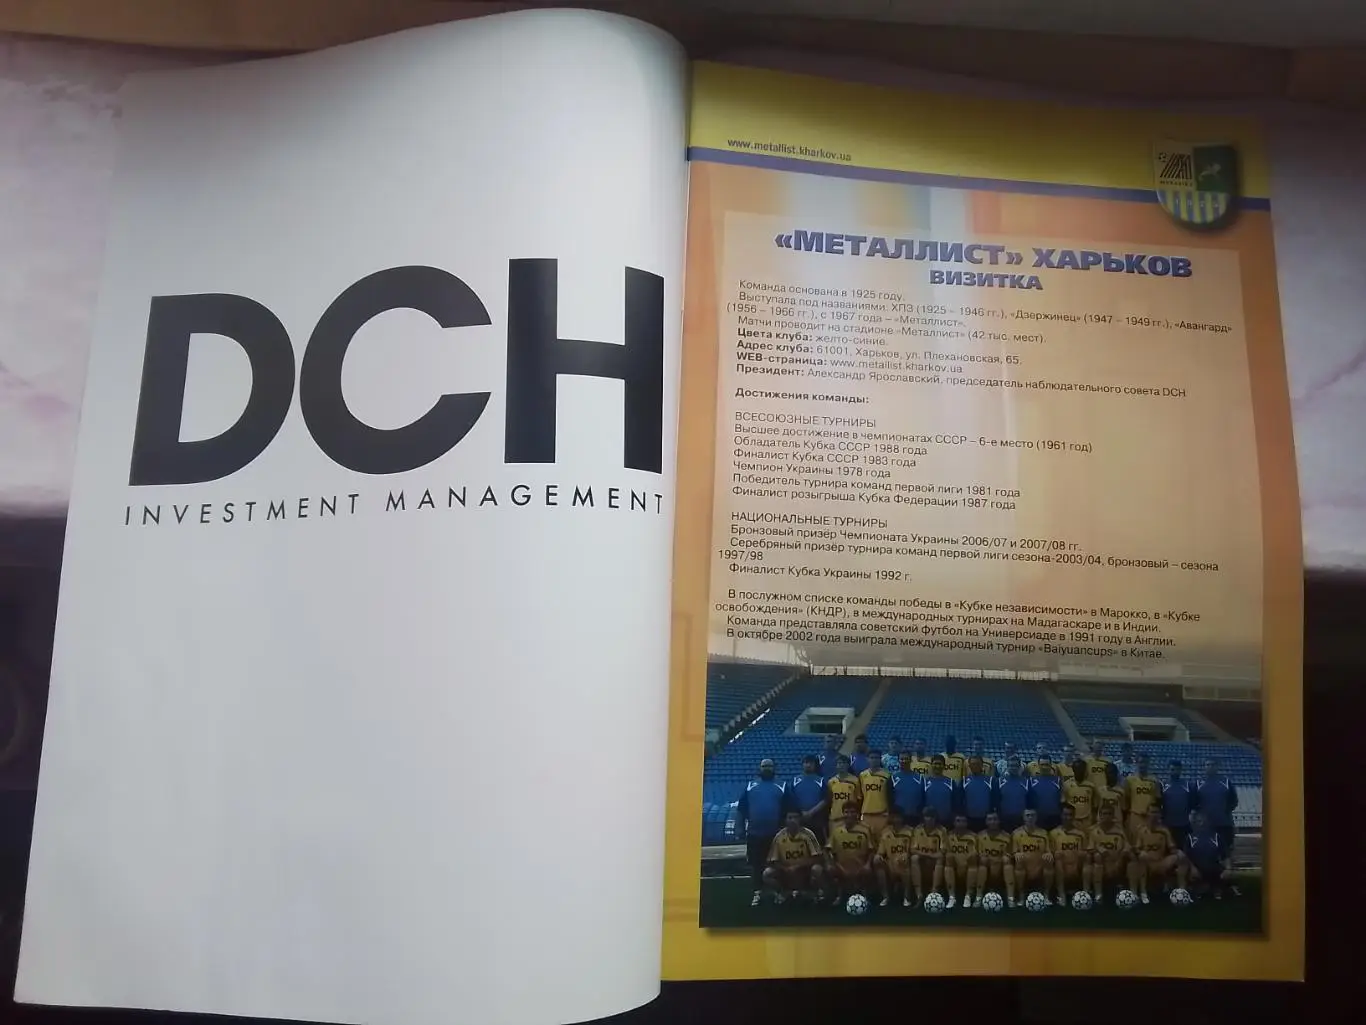 DCH
INVESTMENT MANAGEMENT
www.metallist.kharkov.ua
«МЕТАЛЛИСТ» ХАРЬКОВ
ВИЗИТКА
Команда основана в 1925 году.
Выступала под названиями: ХПЗ (1925 – 1946 гг.), «Дзержинец» (1947 – 1949 гг.), «Авангард»
(1956 – 1966 гг.), с 1967 года – «Металлист».
Матчи проводит на стадионе «Металлист» (42 тыс. мест).
Цвета клуба: желто-синие.
Адрес клуба: 61001, Харьков, ул. Плехановская, 65.
WEB-страница: www.metallist.kharkov.ua
Президент: Александр Ярославский, председатель наблюдательного совета DCH
Достижения команды:
ВСЕСОЮЗНЫЕ ТУРНИРЫ
Высшее достижение в чемпионатах СССР – 6-е место (1961 год)
Обладатель Кубка СССР 1988 года
Финалист Кубка СССР 1983 года
Чемпион Украины 1978 года
Победитель турнира команд первой лиги 1981 года
Финалист розыгрыша Кубка Федерации 1987 года
НАЦИОНАЛЬНЫЕ ТУРНИРЫ
Бронзовый призёр Чемпионата Украины 2006/07 и 2007/08 гг.
Серебряный призёр турнира команд первой лиги сезона-2003/04, бронзовый – сезона
1997/98
Финалист Кубка Украины 1992 г.
В послужном списке команды победы в «Кубке независимости» в Марокко, в «Кубке
освобождения» (КНДР), в международных турнирах на Мадагаскаре и в Индии.
Команда представляла советский футбол на Универсиаде в 1991 году в Англии.
В октябре 2002 года выиграла международный турнир «Baiyuancups» в Китае.